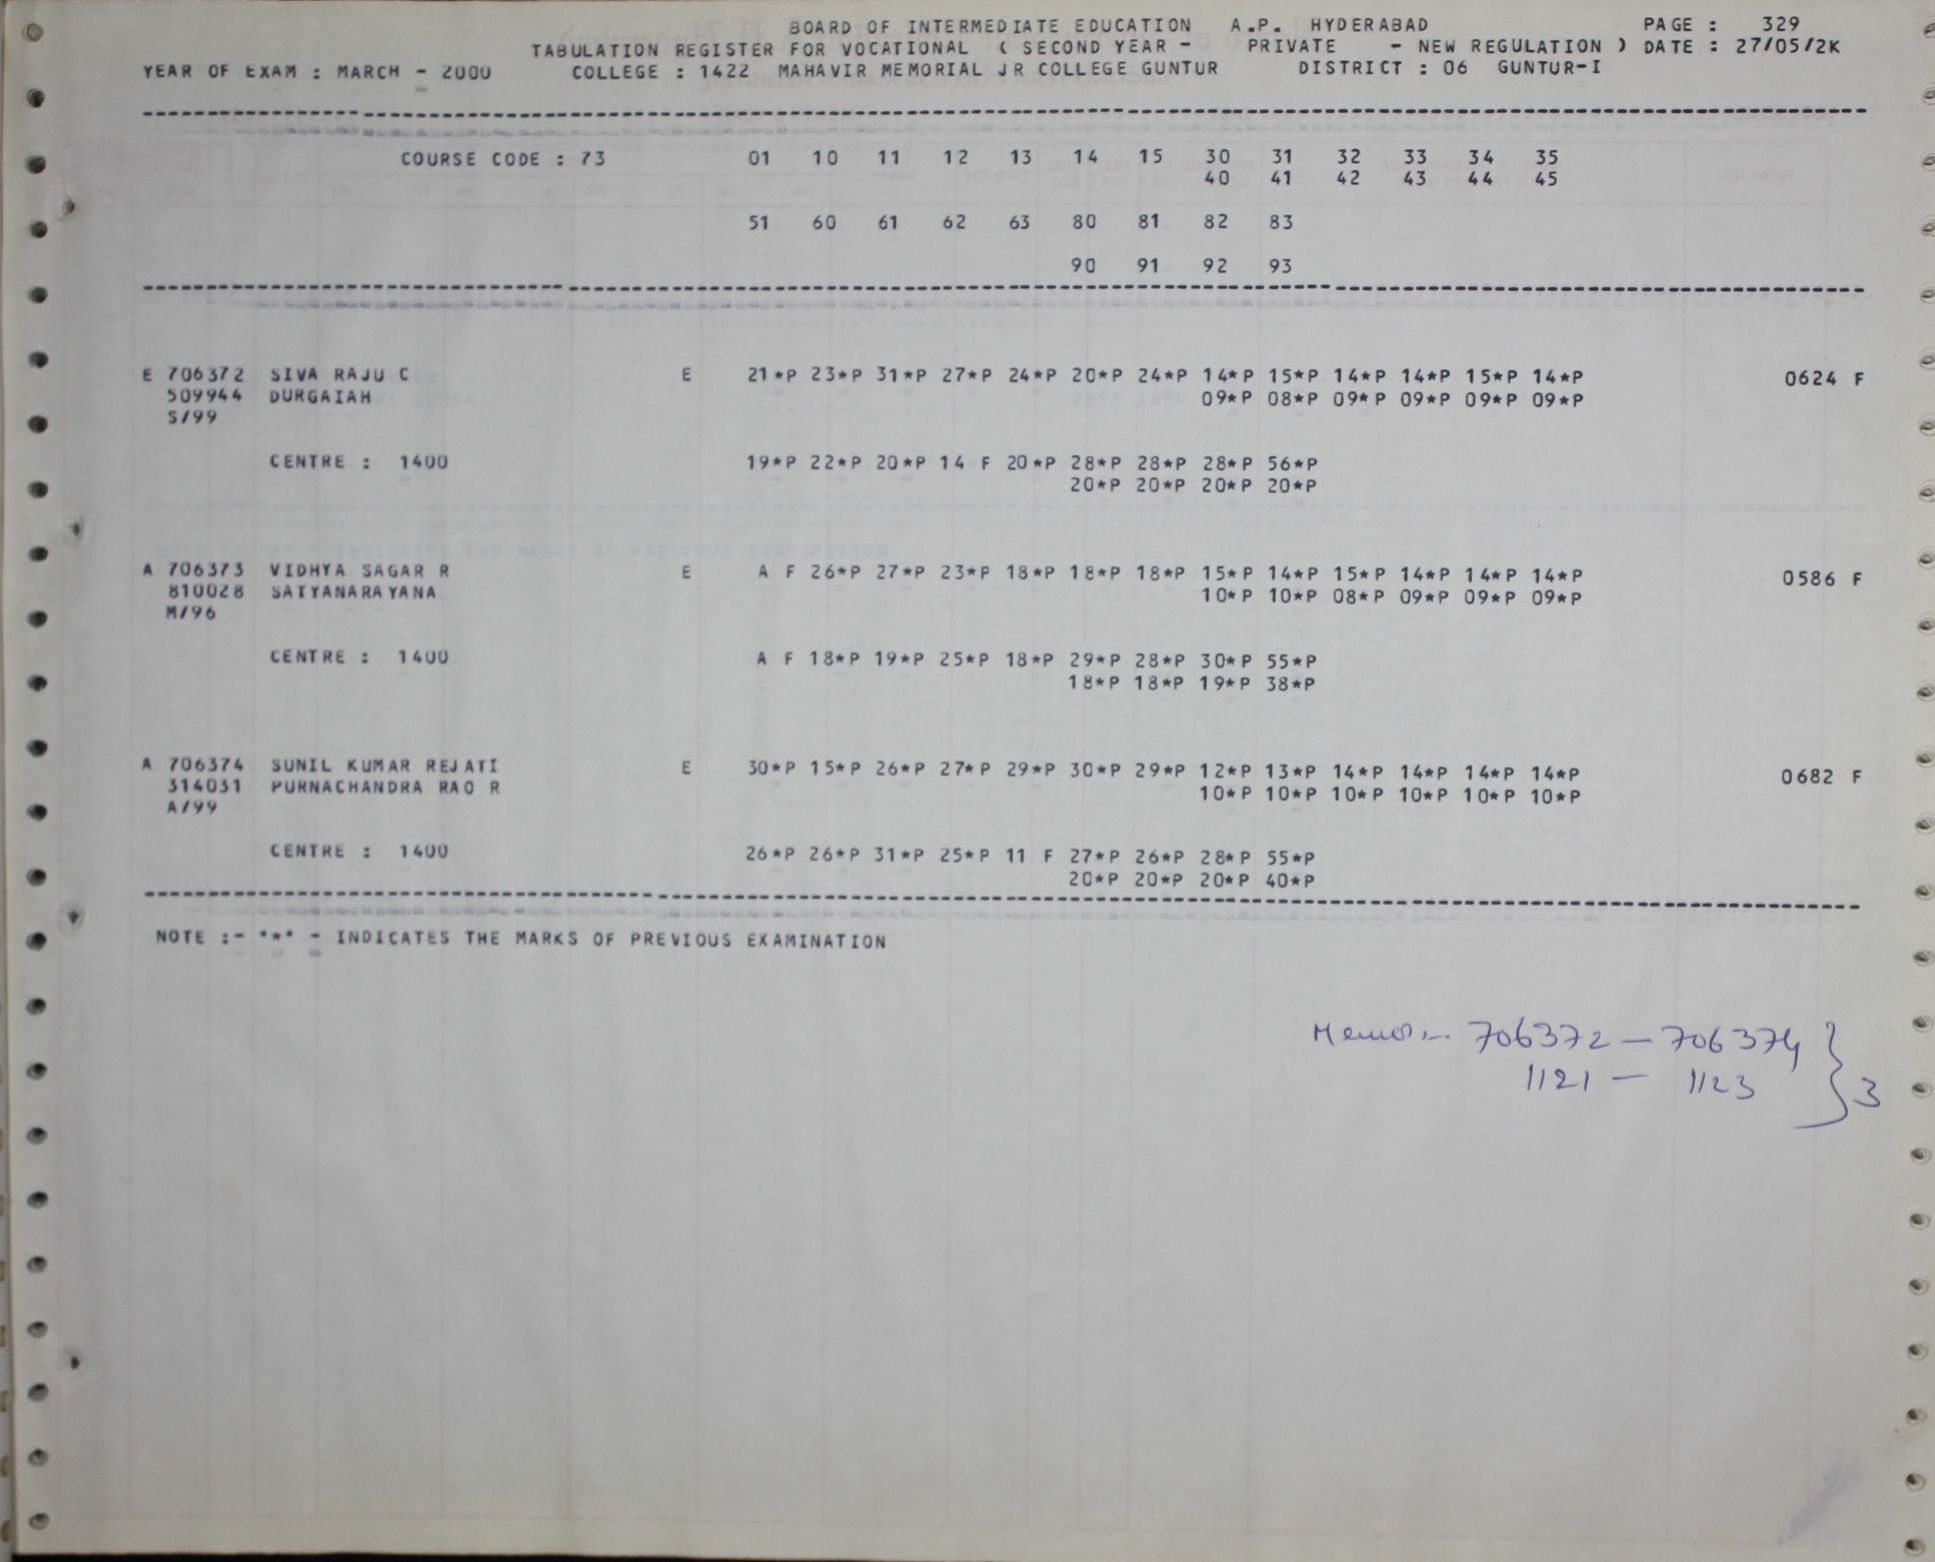 BOARD OF INTERMEDIATE EDUCATION A.P. HYDERABAD PAGE : 329
TABULATION REGISTER FOR VOCATIONAL ( SECOND YEAR - PRIVATE - NEW REGULATION ) DATE : 27/05/2K
YEAR OF EXAM : MARCH - 2000 COLLEGE : 1422 MAHAVIR MEMORIAL JR COLLEGE GUNTUR DISTRICT : 06 GUNTUR-I
COURSE CODE : 73 01 10 11 12 13 14 15 30 31 32 33 34 35
40 41 42 43 44 45
51 60 61 62 63 80 81 82 83
90 91 92 93
E 706372 SIVA RAJU C E 21*P 23*P 31*P 27*P 24*P 20*P 24*P 14*P 15*P 14*P 14*P 15*P 14*P 0624 F
509944 DURGAIAH 09*P 08*P 09*P 09*P 09*P 09*P
S/99
CENTRE : 1400 19*P 22*P 20*P 14 F 20*P 28*P 28*P 28*P 56*P
20*P 20*P 20*P 20*P
A 706373 VIDHYA SAGAR R E A F 26*P 27*P 23*P 18*P 18*P 18*P 15*P 14*P 15*P 14*P 14*P 14*P 0586 F
810028 SATYANARAYANA 10*P 10*P 08*P 09*P 09*P 09*P
M/96
CENTRE : 1400 A F 18*P 19*P 25*P 18*P 29*P 28*P 30*P 55*P
18*P 18*P 19*P 38*P
A 706374 SUNIL KUMAR REJATI E 30*P 15*P 26*P 27*P 29*P 30*P 29*P 12*P 13*P 14*P 14*P 14*P 14*P 0682 F
314031 PURNACHANDRA RAO R 10*P 10*P 10*P 10*P 10*P 10*P
A/99
CENTRE : 1400 26*P 26*P 31*P 25*P 11 F 27*P 26*P 28*P 55*P
20*P 20*P 20*P 40*P
NOTE :- "*" - INDICATES THE MARKS OF PREVIOUS EXAMINATION
706372 — 706374
1121 — 1123 } 3